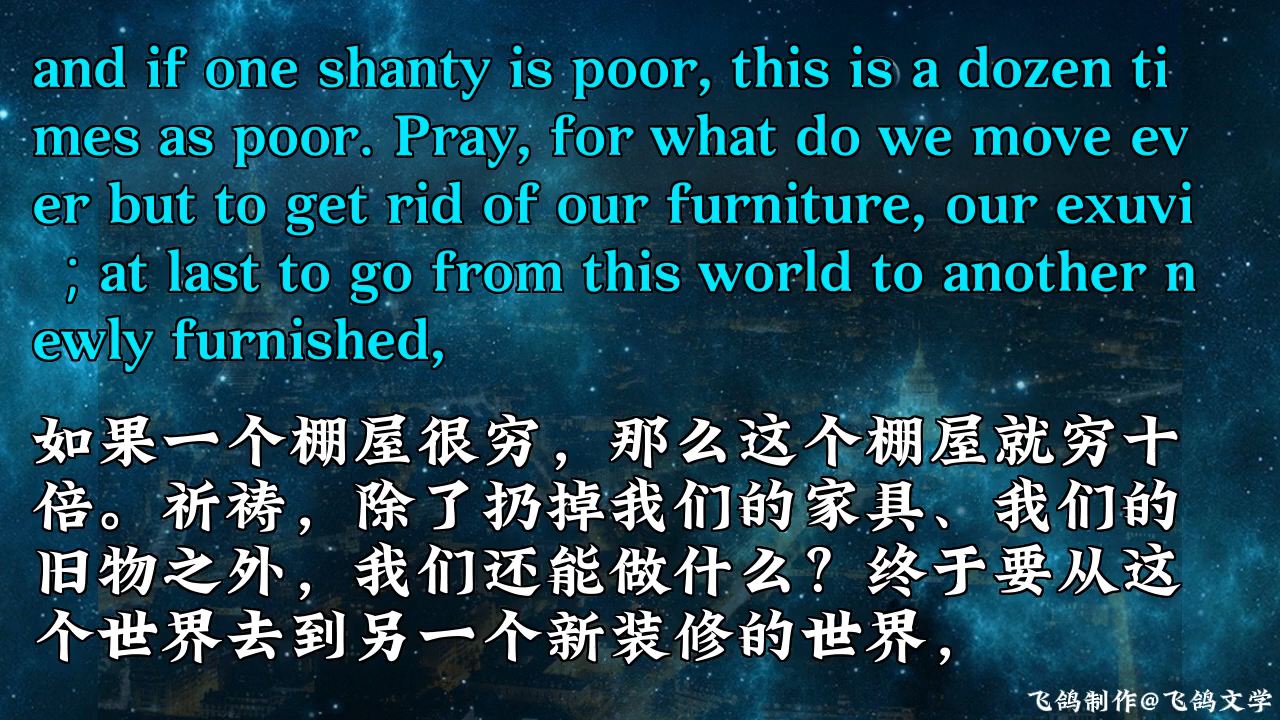 and if one shanty is poor, this is a dozen ti
mes as poor. Pray, for what do we move ev
er but to get rid of our furniture, our exuvi
; at last to go from this world to another n
ewly furnished,
如果一个棚屋很穷，那么这个棚屋就穷十
倍。祈祷，除了扔掉我们的家具、我们的
旧物之外，我们还能做什么？终于要从这
个世界去到另一个新装修的世界，
飞鸽制作@飞鸽文学